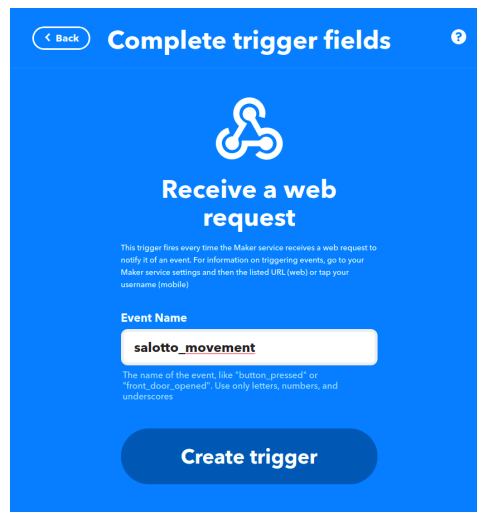 Back
Complete trigger fields
?
Receive a web
request
This trigger fires every time the Maker service receives a web request to
notify it of an event. For information on triggering events, go to your
Maker service settings and then the listed URL (web) or tap your
username (mobile)
Event Name
salotto_movement
The name of the event, like "button_pressed" or
"front_door_opened". Use only letters, numbers, and
underscores
Create trigger